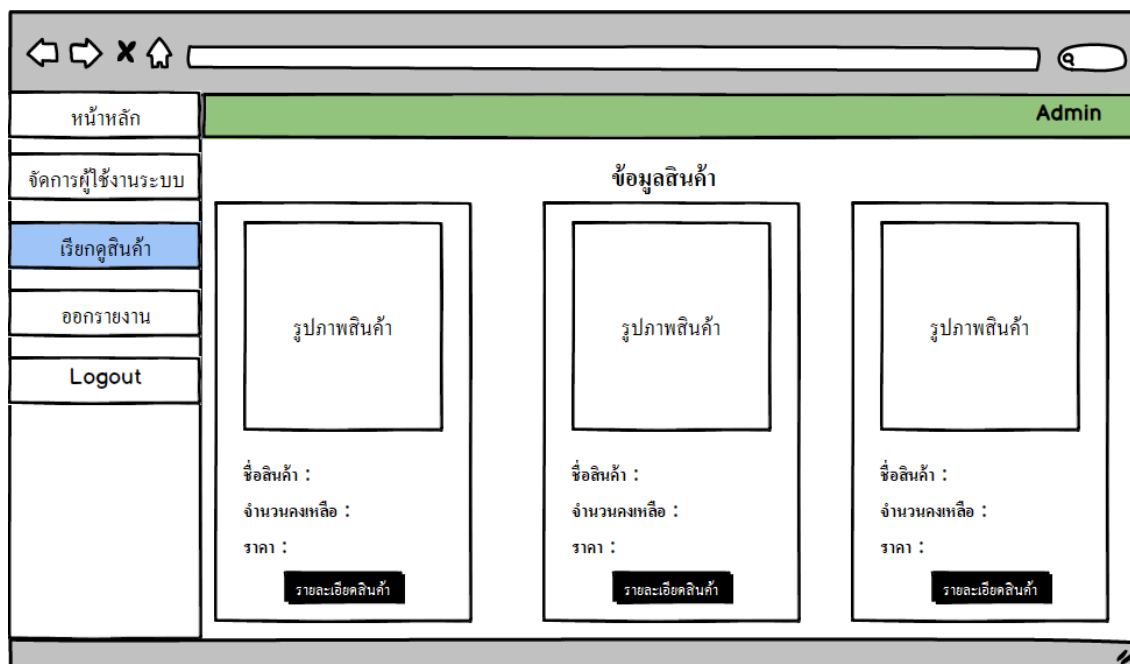 หน้าหลัก
Admin
จัดการผู้ใช้งานระบบ
เรียกดูสินค้า
ออกรายงาน
Logout
ข้อมูลสินค้า
รูปภาพสินค้า
ชื่อสินค้า :
จำนวนคงเหลือ :
ราคา :
รายละเอียดสินค้า
รูปภาพสินค้า
ชื่อสินค้า :
จำนวนคงเหลือ :
ราคา :
รายละเอียดสินค้า
รูปภาพสินค้า
ชื่อสินค้า :
จำนวนคงเหลือ :
ราคา :
รายละเอียดสินค้า